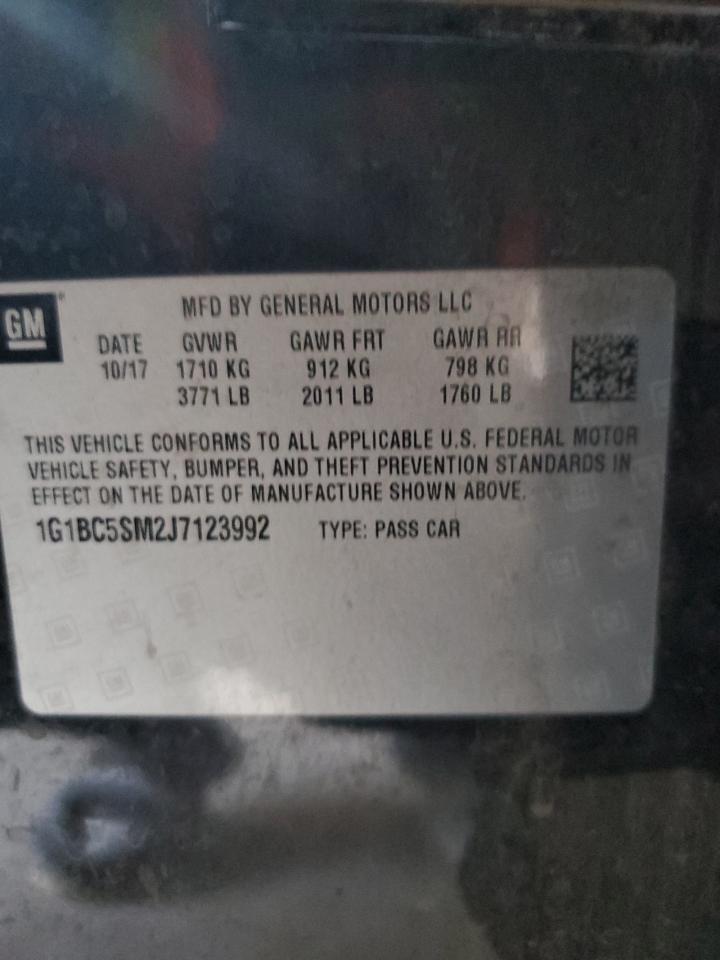 GM
MFD BY GENERAL MOTORS LLC
DATE GVWR GAWR FRT GAWR RR
10/17 1710 KG 912 KG 798 KG
3771 LB 2011 LB 1760 LB
THIS VEHICLE CONFORMS TO ALL APPLICABLE U.S. FEDERAL MOTOR
VEHICLE SAFETY, BUMPER, AND THEFT PREVENTION STANDARDS IN
EFFECT ON THE DATE OF MANUFACTURE SHOWN ABOVE.
1G1BC5SM2J7123992 TYPE: PASS CAR